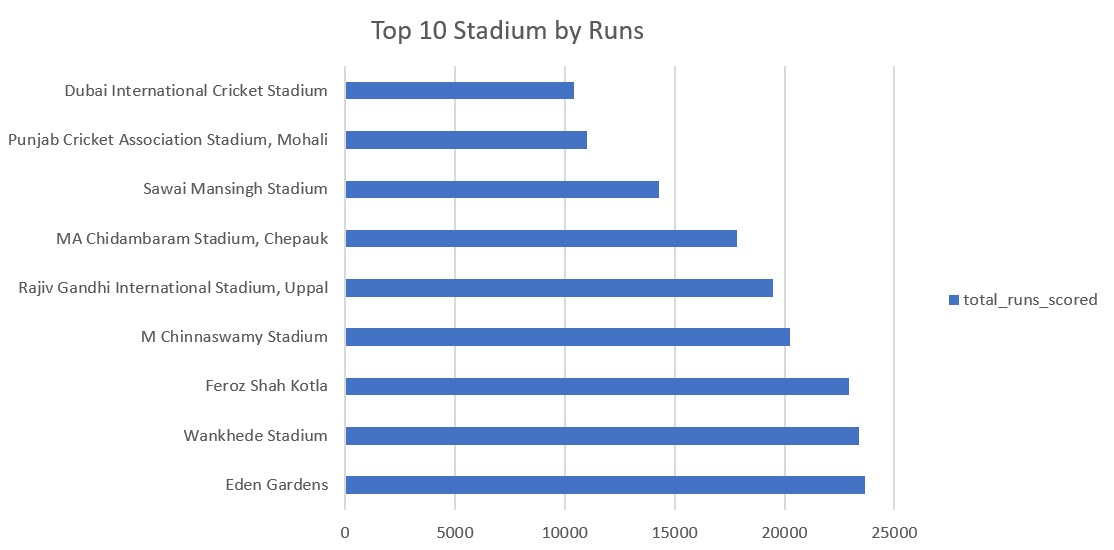 Top 10 Stadium by Runs
Dubai International Cricket Stadium
Punjab Cricket Association Stadium, Mohali
Sawai Mansingh Stadium
MA Chidambaram Stadium, Chepauk
Rajiv Gandhi International Stadium, Uppal
M Chinnaswamy Stadium
Feroz Shah Kotla
Wankhede Stadium
Eden Gardens
0 5000 10000 15000 20000 25000
total_runs_scored